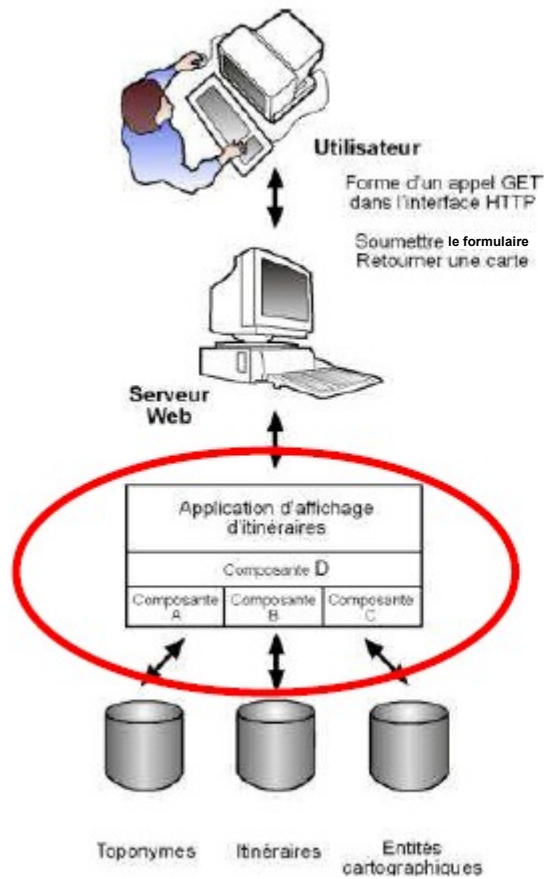 Utilisateur
Forme d'un appel GET
dans l'interface HTTP
Soumettre le formulaire
Retourner une carte
Serveur
Web
Application d'affichage
d'itinéraires
Composante D
Composante
A
Composante
B
Composante
C
Toponymes
Itinéraires
Entités
cartographiques